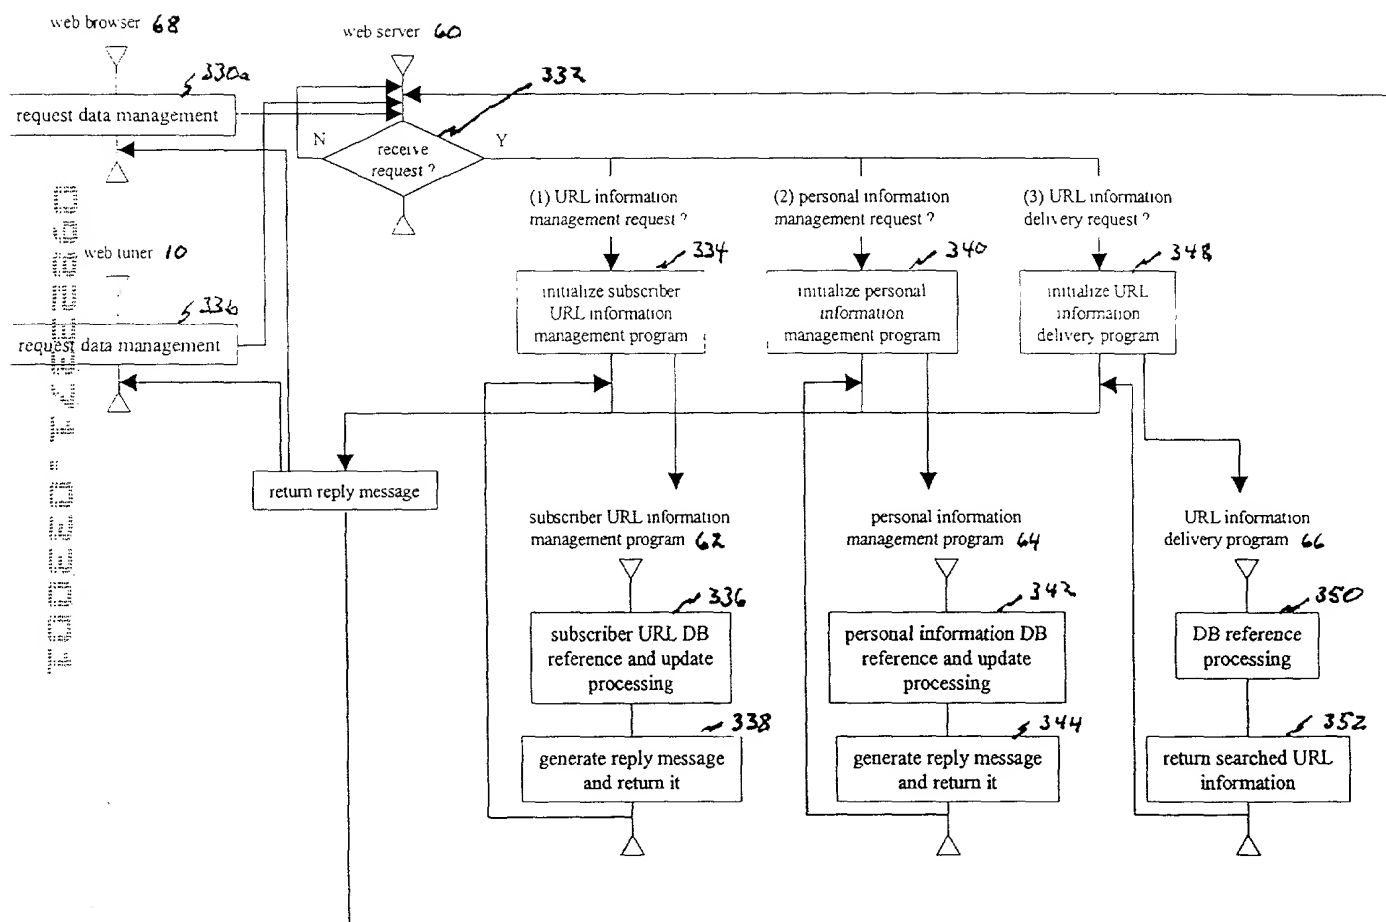 web browser 68
330a
request data management
web server 60
332
N
Y
receive
request ?
(1) URL information
management request ?
(2) personal information
management request ?
(3) URL information
delivery request ?
web tuner 10
33b
request data management
334
initialize subscriber
URL information
management program
340
initialize personal
information
management program
348
initialize URL
information
delivery program
return reply message
subscriber URL information
management program 62
personal information
management program 64
URL information
delivery program 66
336
subscriber URL DB
reference and update
processing
342
personal information DB
reference and update
processing
350
DB reference
processing
338
generate reply message
and return it
344
generate reply message
and return it
352
return searched URL
information